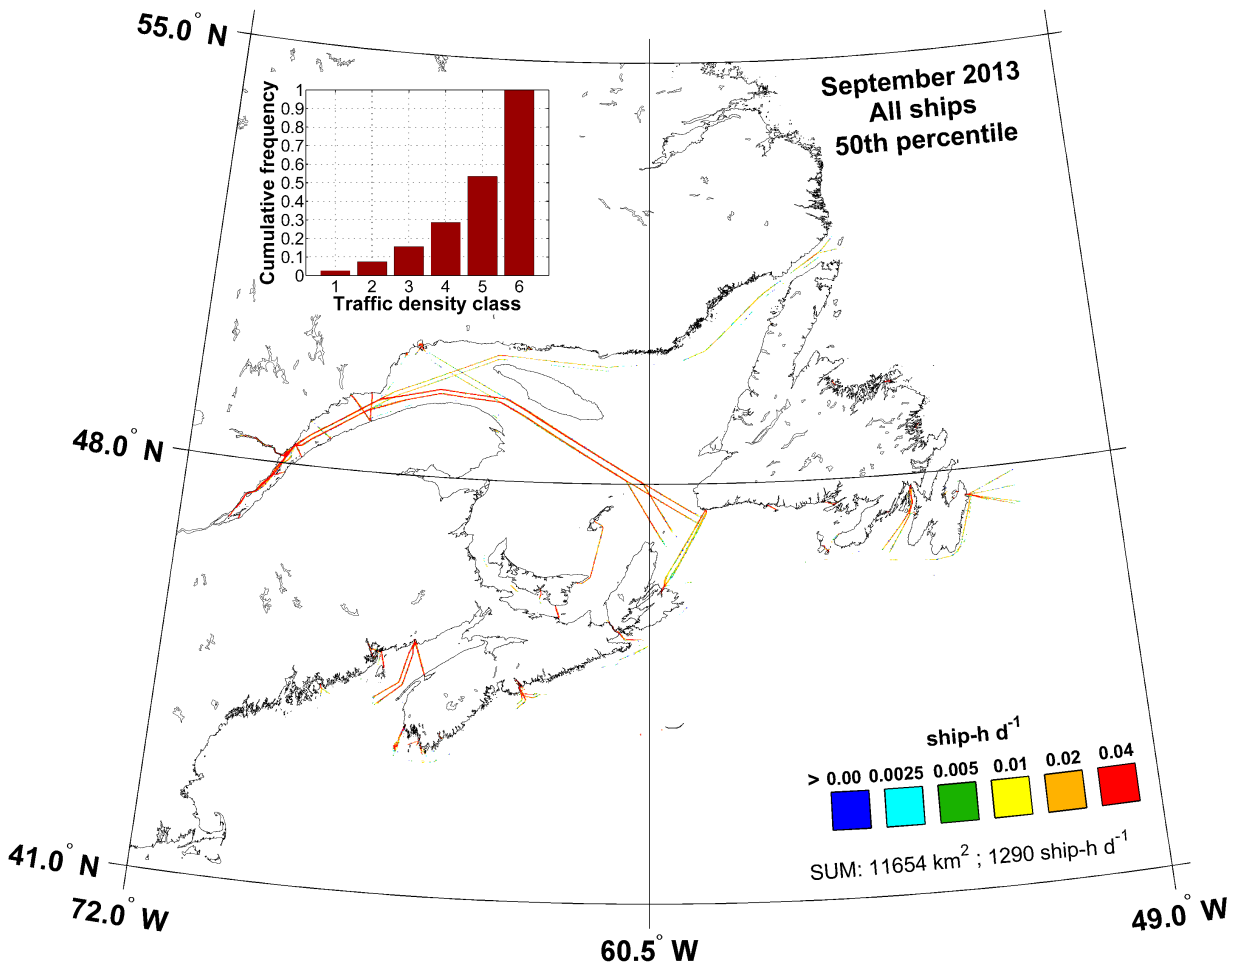 55.0° N
September 2013
All ships
50th percentile
Cumulative frequency
1
0.9
0.8
0.7
0.6
0.5
0.4
0.3
0.2
0.1
0
1 2 3 4 5 6
Traffic density class
48.0° N
ship-h d⁻¹
> 0.00 0.0025 0.005 0.01 0.02 0.04
SUM: 11654 km² ; 1290 ship-h d⁻¹
41.0° N
72.0° W
60.5° W
49.0° W